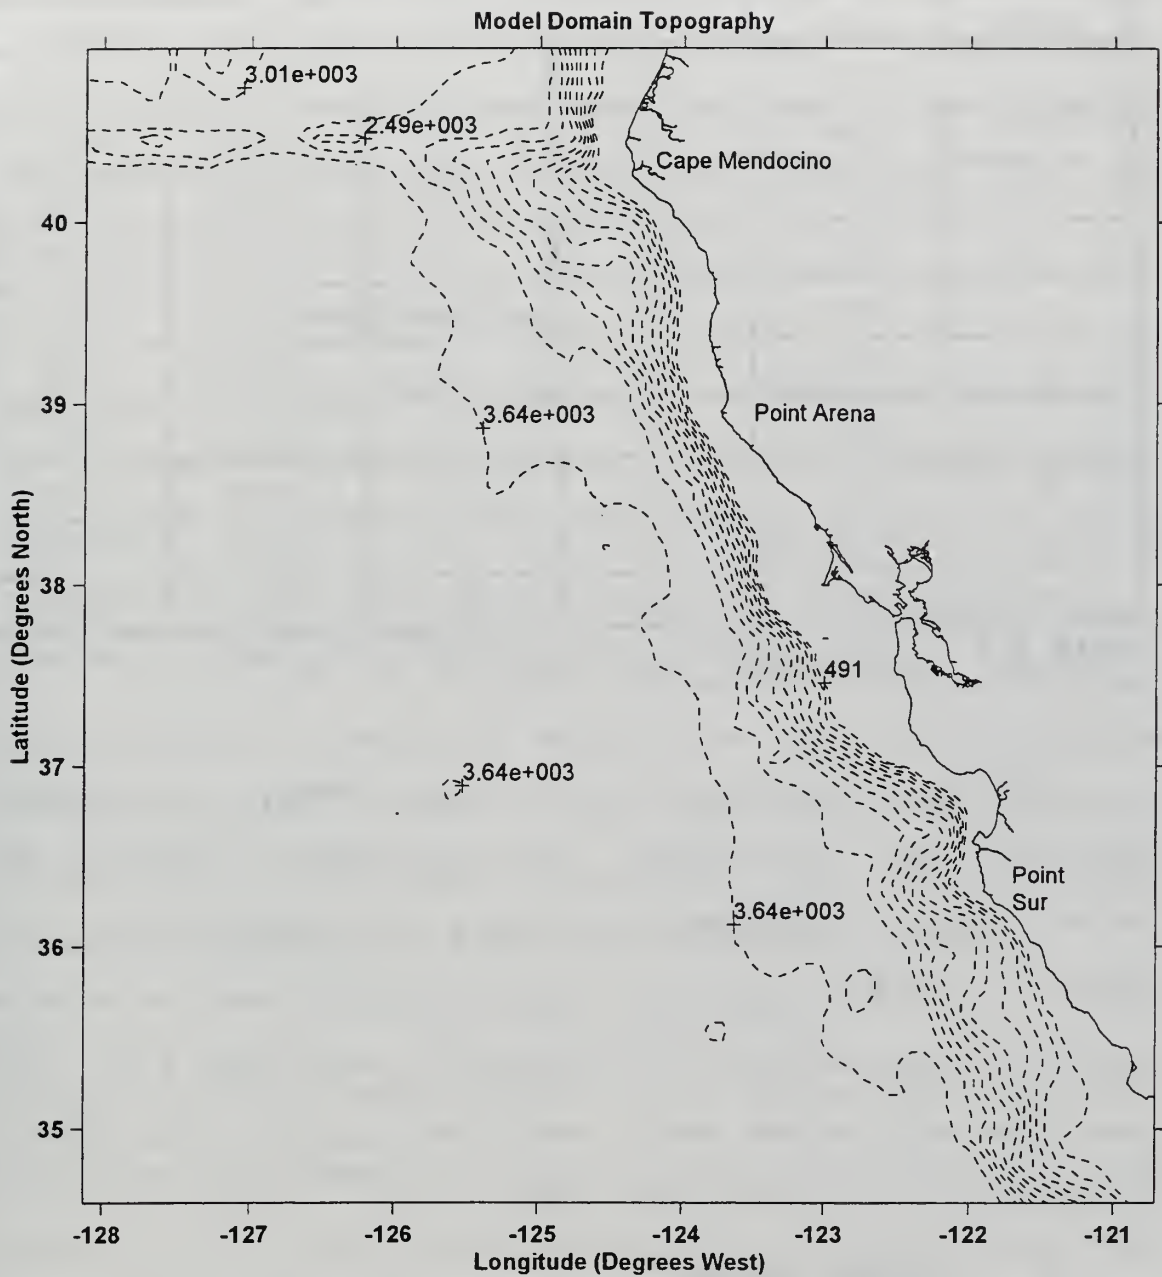 Model Domain Topography
3.01e+003
2.49e+003
Cape Mendocino
40
39
3.64e+003
Point Arena
38
491
37
3.64e+003
Point
Sur
3.64e+003
36
35
Latitude (Degrees North)
-128 -127 -126 -125 -124 -123 -122 -121
Longitude (Degrees West)